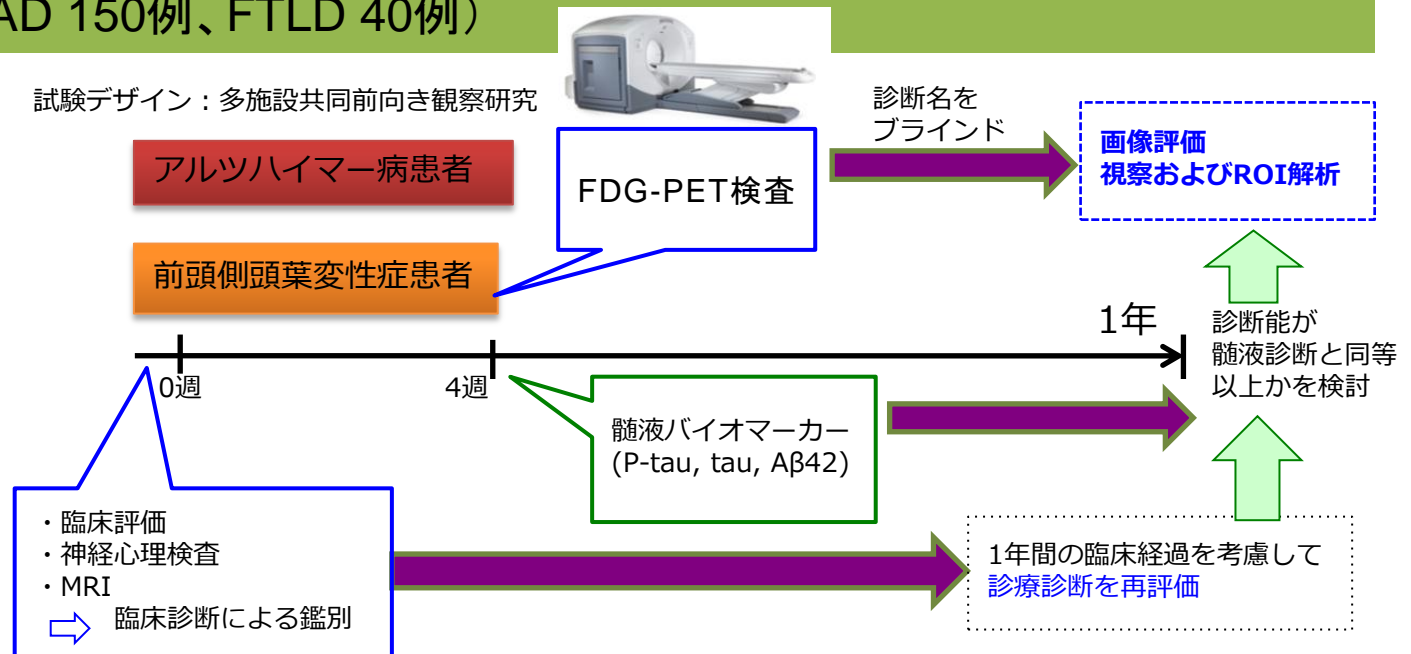 AD 150例、FTLD 40例）
試験デザイン：多施設共同前向き観察研究
アルツハイマー病患者
前頭側頭葉変性症患者
FDG-PET検査
診断名を
ブラインド
画像評価
視察およびROI解析
1年
0週
4週
診断能が
髄液診断と同等
以上かを検討
髄液バイオマーカー
(P-tau, tau, Aβ42)
・臨床評価
・神経心理検査
・MRI
臨床診断による鑑別
1年間の臨床経過を考慮して
診療診断を再評価